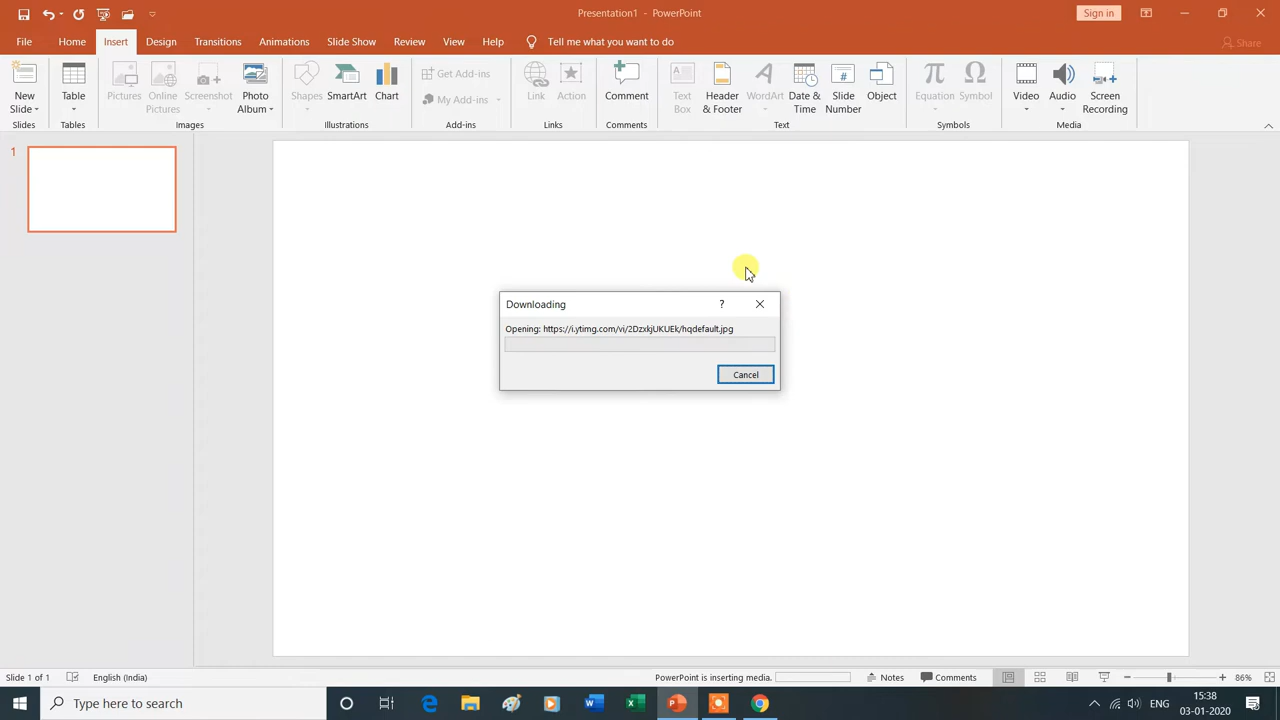 Presentation1 - PowerPoint
Sign in
File Home Insert Design Transitions Animations Slide Show Review View Help Tell me what you want to do
Share
New Slide
Table
Pictures
Online Pictures
Screenshot
Photo Album
Shapes
SmartArt
Chart
Get Add-ins
My Add-ins
Link
Action
Comment
Text Box
Header & Footer
WordArt
Date & Time
Slide Number
Object
Equation
Symbol
Video
Audio
Screen Recording
Slides Tables Images Illustrations Add-ins Links Comments Text Symbols Media
1
Downloading ?
Opening: https://i.ytimg.com/vi/2DzxkjUKUEk/hqdefault.jpg
Cancel
Slide 1 of 1 English (India) PowerPoint is inserting media. Notes Comments 86%
Type here to search
ENG
15:38
03-01-2020